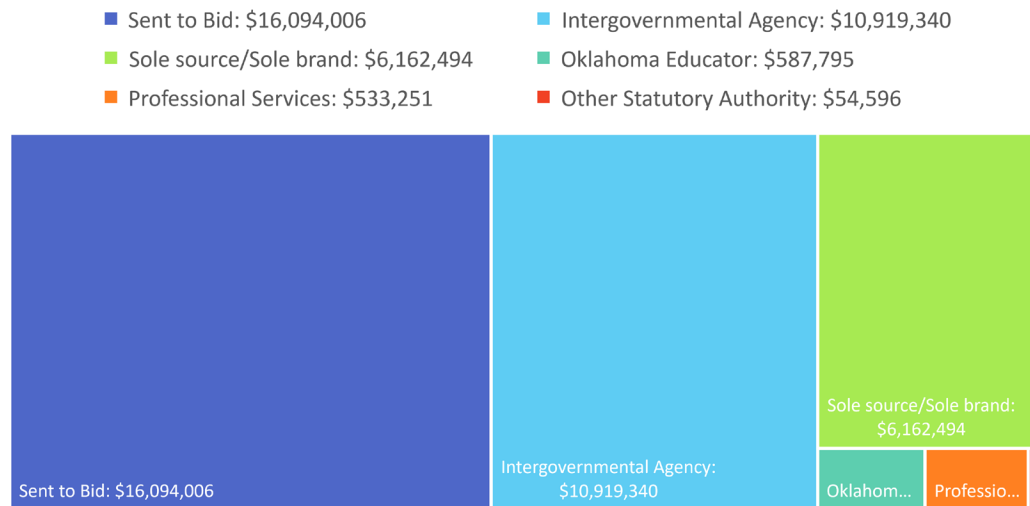 Sent to Bid: $16,094,006
Intergovernmental Agency: $10,919,340
Sole source/Sole brand: $6,162,494
Oklahoma Educator: $587,795
Professional Services: $533,251
Other Statutory Authority: $54,596
Sent to Bid: $16,094,006
Intergovernmental Agency:
$10,919,340
Sole source/Sole brand:
$6,162,494
Oklahom...
Professio...